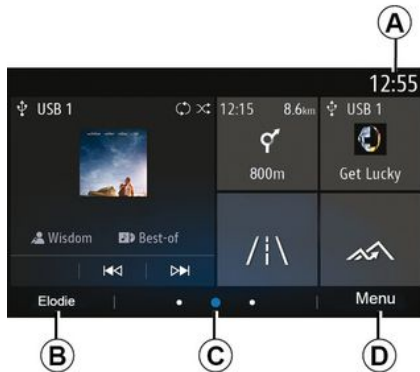 A
12:55
USB 1
12:15 8.6km
USB 1
800m
Get Lucky
Wisdom
Best-of
Elodie
Menu
B
C
D